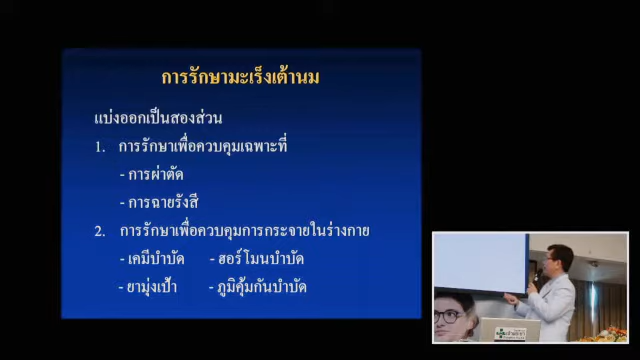 การรักษามะเร็งเต้านม
แบ่งออกเป็นสองส่วน
1. การรักษาเพื่อควบคุมเฉพาะที่
- การผ่าตัด
- การฉายรังสี
2. การรักษาเพื่อควบคุมการกระจายในร่างกาย
- เคมีบำบัด - ฮอร์โมนบำบัด
- ยามุ่งเป้า - ภูมิคุ้มกันบำบัด